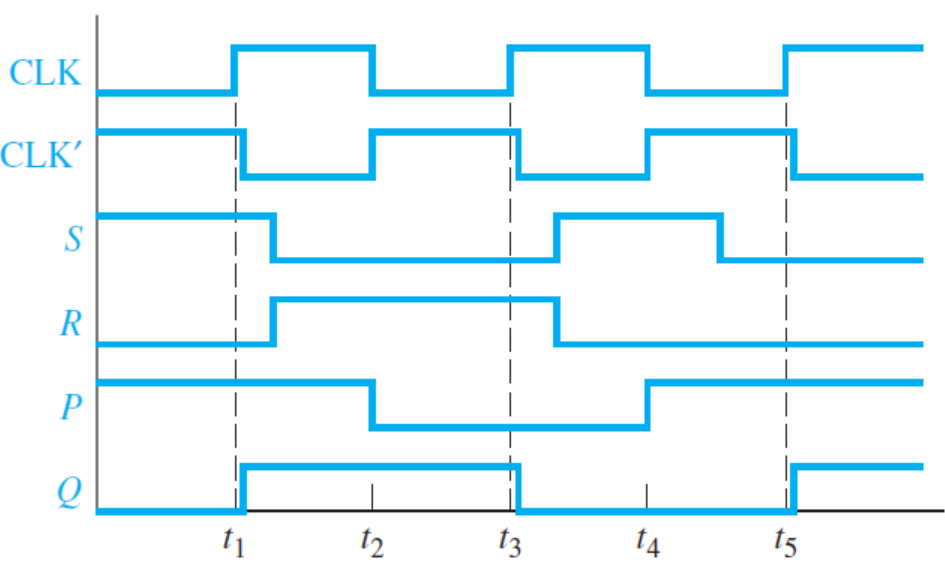 CLK
CLK′
S
R
P
Q
t₁ t₂ t₃ t₄ t₅